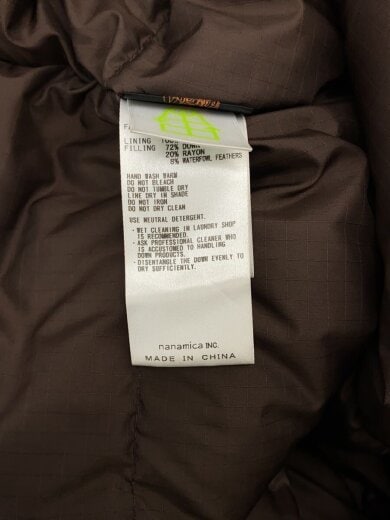 LINING
FILLING 72% DOWN
20% RAYON
8% WATERFOWL FEATHERS
HAND WASH WARM
DO NOT BLEACH
DO NOT TUMBLE DRY
LINE DRY IN SHADE
DO NOT IRON
DO NOT DRY CLEAN
USE NEUTRAL DETERGENT.
- WET CLEANING IN LAUNDRY SHOP
IS RECOMMENDED.
- ASK PROFESSIONAL CLEANER WHO
IS ACCUSTOMED TO HANDLING
DOWN PRODUCTS.
- DISENTANGLE THE DOWN EVENLY TO
DRY SUFFICIENTLY.
nanamica INC.
MADE IN CHINA